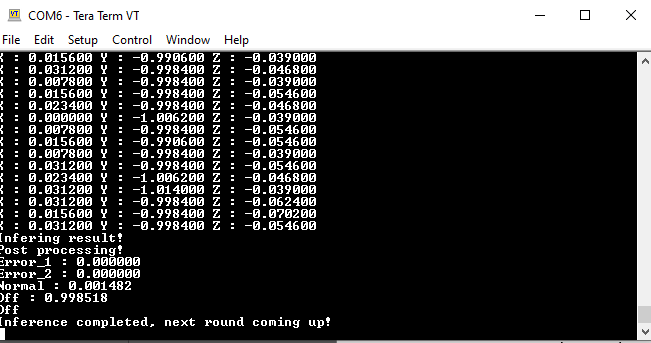 COM6 - Tera Term VT
File Edit Setup Control Window Help
X : 0.015600 Y : -0.990600 Z : -0.039000
X : 0.031200 Y : -0.998400 Z : -0.046800
X : 0.007800 Y : -0.998400 Z : -0.039000
X : 0.015600 Y : -0.998400 Z : -0.054600
X : 0.023400 Y : -0.998400 Z : -0.046800
X : 0.000000 Y : -1.006200 Z : -0.039000
X : 0.007800 Y : -0.998400 Z : -0.054600
X : 0.015600 Y : -0.990600 Z : -0.054600
X : 0.007800 Y : -0.998400 Z : -0.039000
X : 0.031200 Y : -0.998400 Z : -0.054600
X : 0.023400 Y : -1.006200 Z : -0.046800
X : 0.031200 Y : -1.014000 Z : -0.039000
X : 0.031200 Y : -0.998400 Z : -0.062400
X : 0.015600 Y : -0.998400 Z : -0.070200
X : 0.031200 Y : -0.998400 Z : -0.054600
Infering result!
Post processing!
Error_1 : 0.000000
Error_2 : 0.000000
Normal : 0.001482
Off : 0.998518
Off
Inference completed, next round coming up!